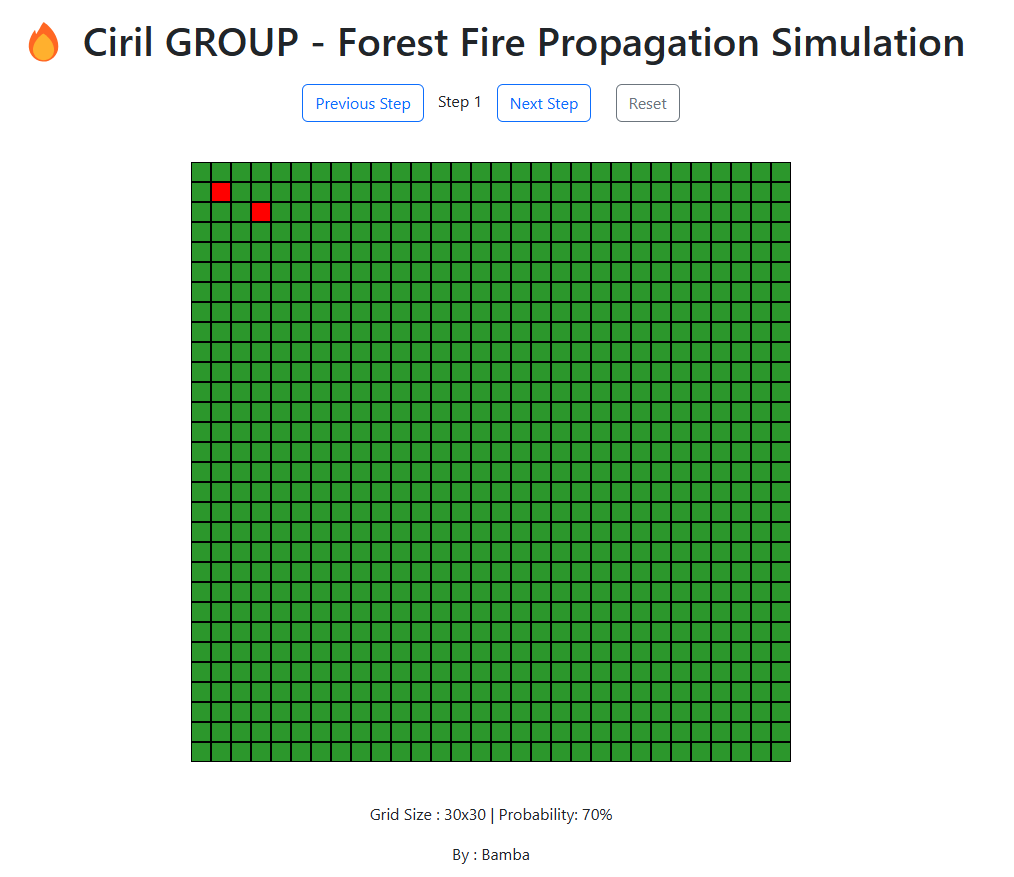 Ciril GROUP - Forest Fire Propagation Simulation
Previous Step Step 1 Next Step Reset
Grid Size : 30x30 | Probability: 70%
By : Bamba